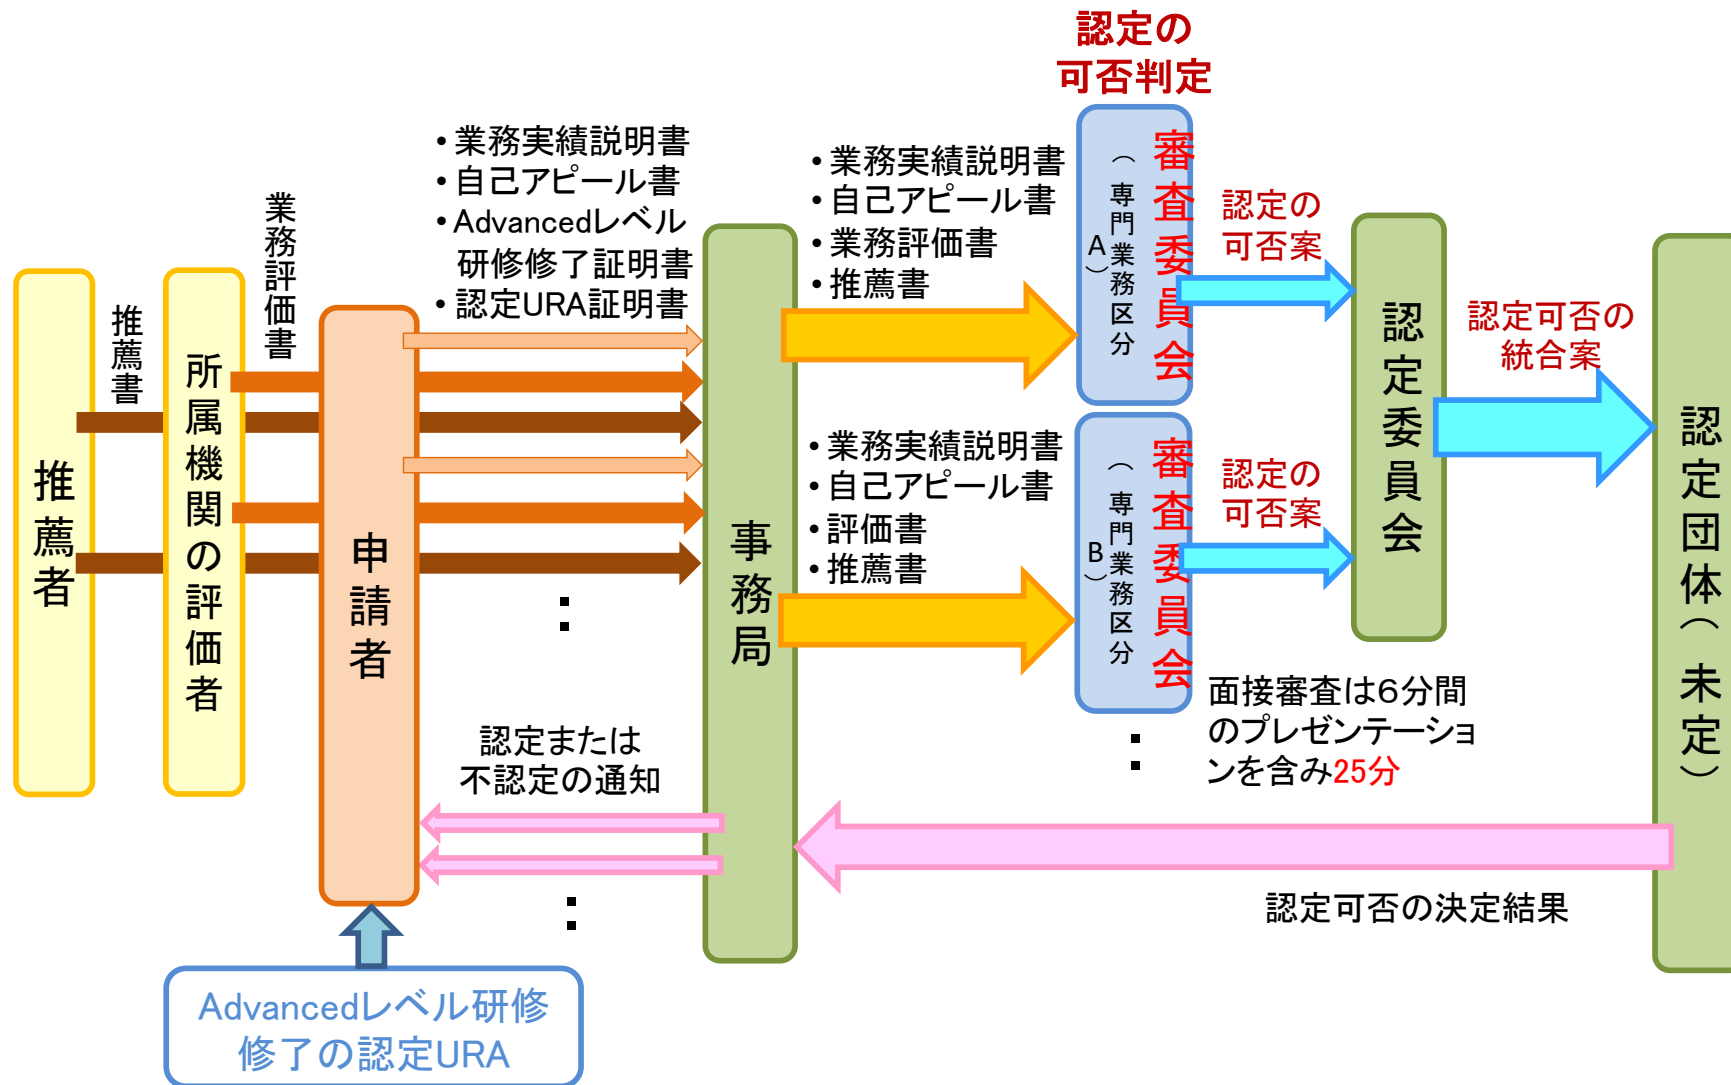 認定の
可否判定
・業務実績説明書
・自己アピール書
・Advancedレベル
研修修了証明書
・認定URA証明書
・業務実績説明書
・自己アピール書
・業務評価書
・推薦書
審査委員会
（専門業務区分
A）
認定の
可否案
業務評価書
推薦書
推薦者
所属機関の評価者
申請者
事務局
認定委員会
認定可否の
統合案
認定団体（未定）
・業務実績説明書
・自己アピール書
・評価書
・推薦書
審査委員会
（専門業務区分
B）
認定の
可否案
：
：
面接審査は6分間
のプレゼンテーショ
ンを含み25分
認定または
不認定の通知
：
認定可否の決定結果
Advancedレベル研修
修了の認定URA